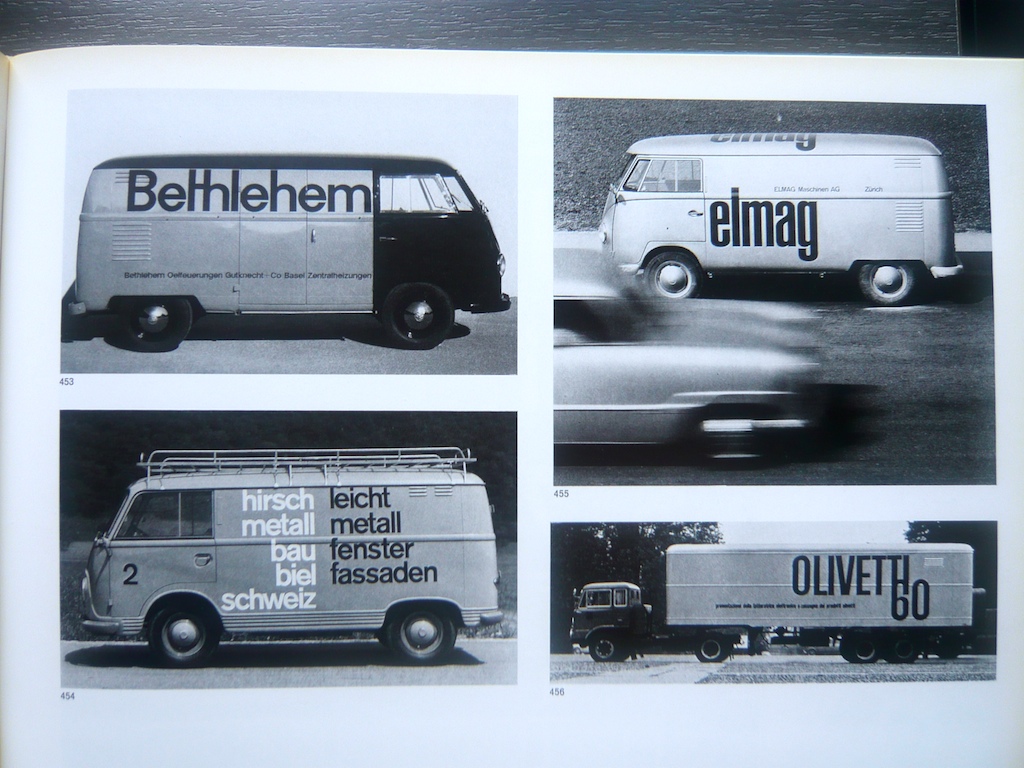 Bethlehem
Bethlehem Oelfeuerungen Gutknecht + Co Basel Zentralheizungen
453
hirsch leicht
metall metall
bau fenster
biel fassaden
schweiz
2
454
elmag
ELMAG Maschinen AG Zürich
elmag
455
OLIVETTI
60
456